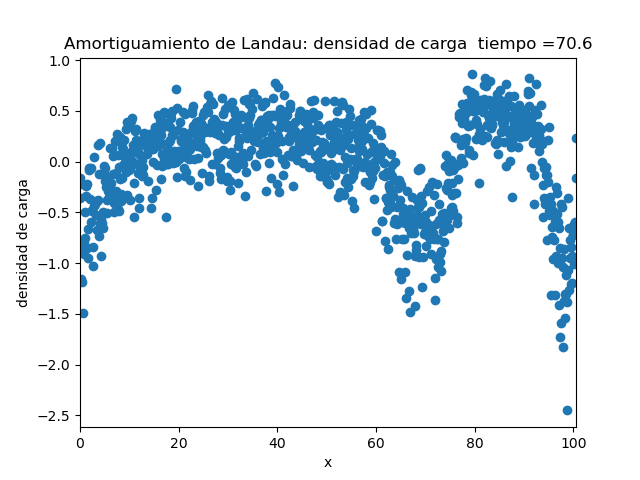 Amortiguamiento de Landau: densidad de carga  tiempo =70.6
1.0
0.5
0.0
−0.5
−1.0
−1.5
−2.0
−2.5
densidad de carga
0 20 40 60 80 100
x